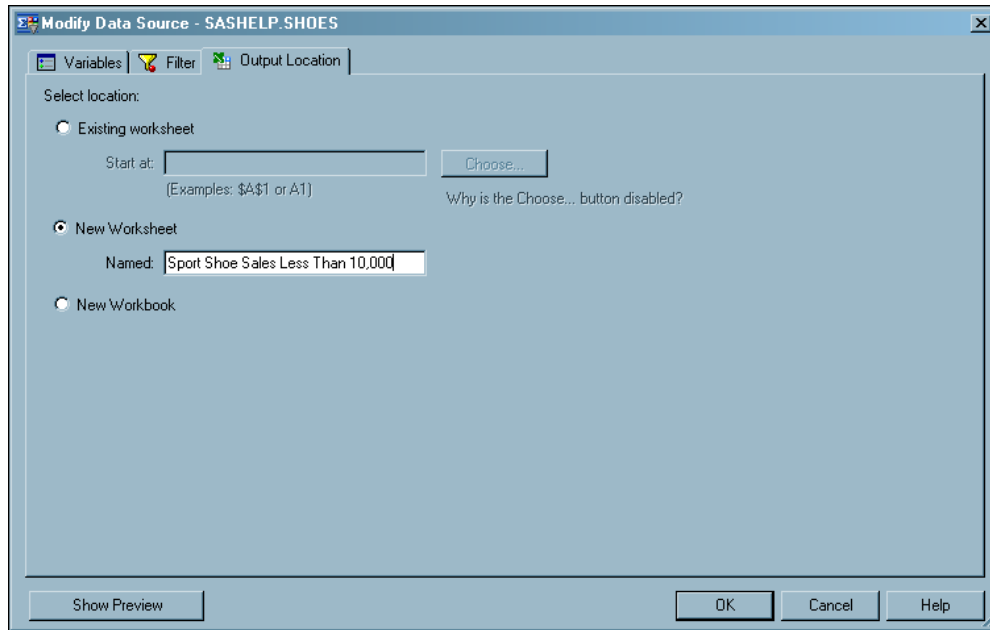 Modify Data Source - SASHELP.SHOES
Variables Filter Output Location
Select location:
Existing worksheet
Start at: Choose...
(Examples: $A$1 or A1)
Why is the Choose... button disabled?
New Worksheet
Named: Sport Shoe Sales Less Than 10,000
New Workbook
Show Preview OK Cancel Help